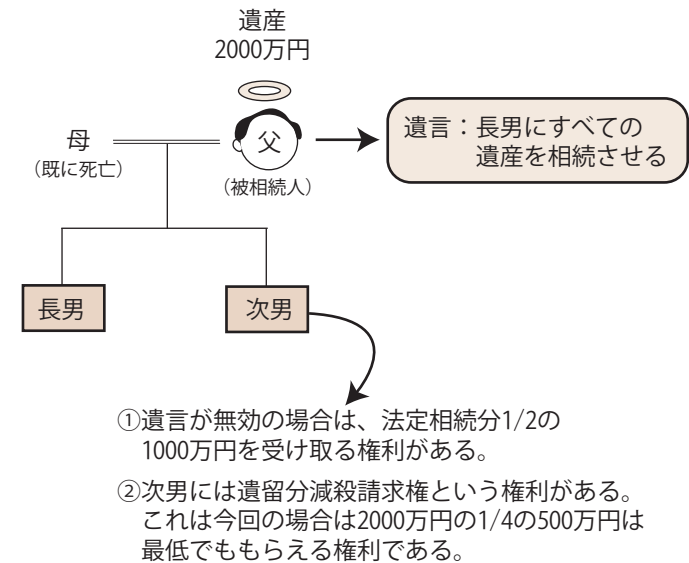 遺産
2000万円
母
(既に死亡)
父
(被相続人)
遺言:長男にすべての
遺産を相続させる
長男
次男
①遺言が無効の場合は、法定相続分1/2の
1000万円を受け取る権利がある。
②次男には遺留分減殺請求権という権利がある。
これは今回の場合は2000万円の1/4の500万円は
最低でももらえる権利である。